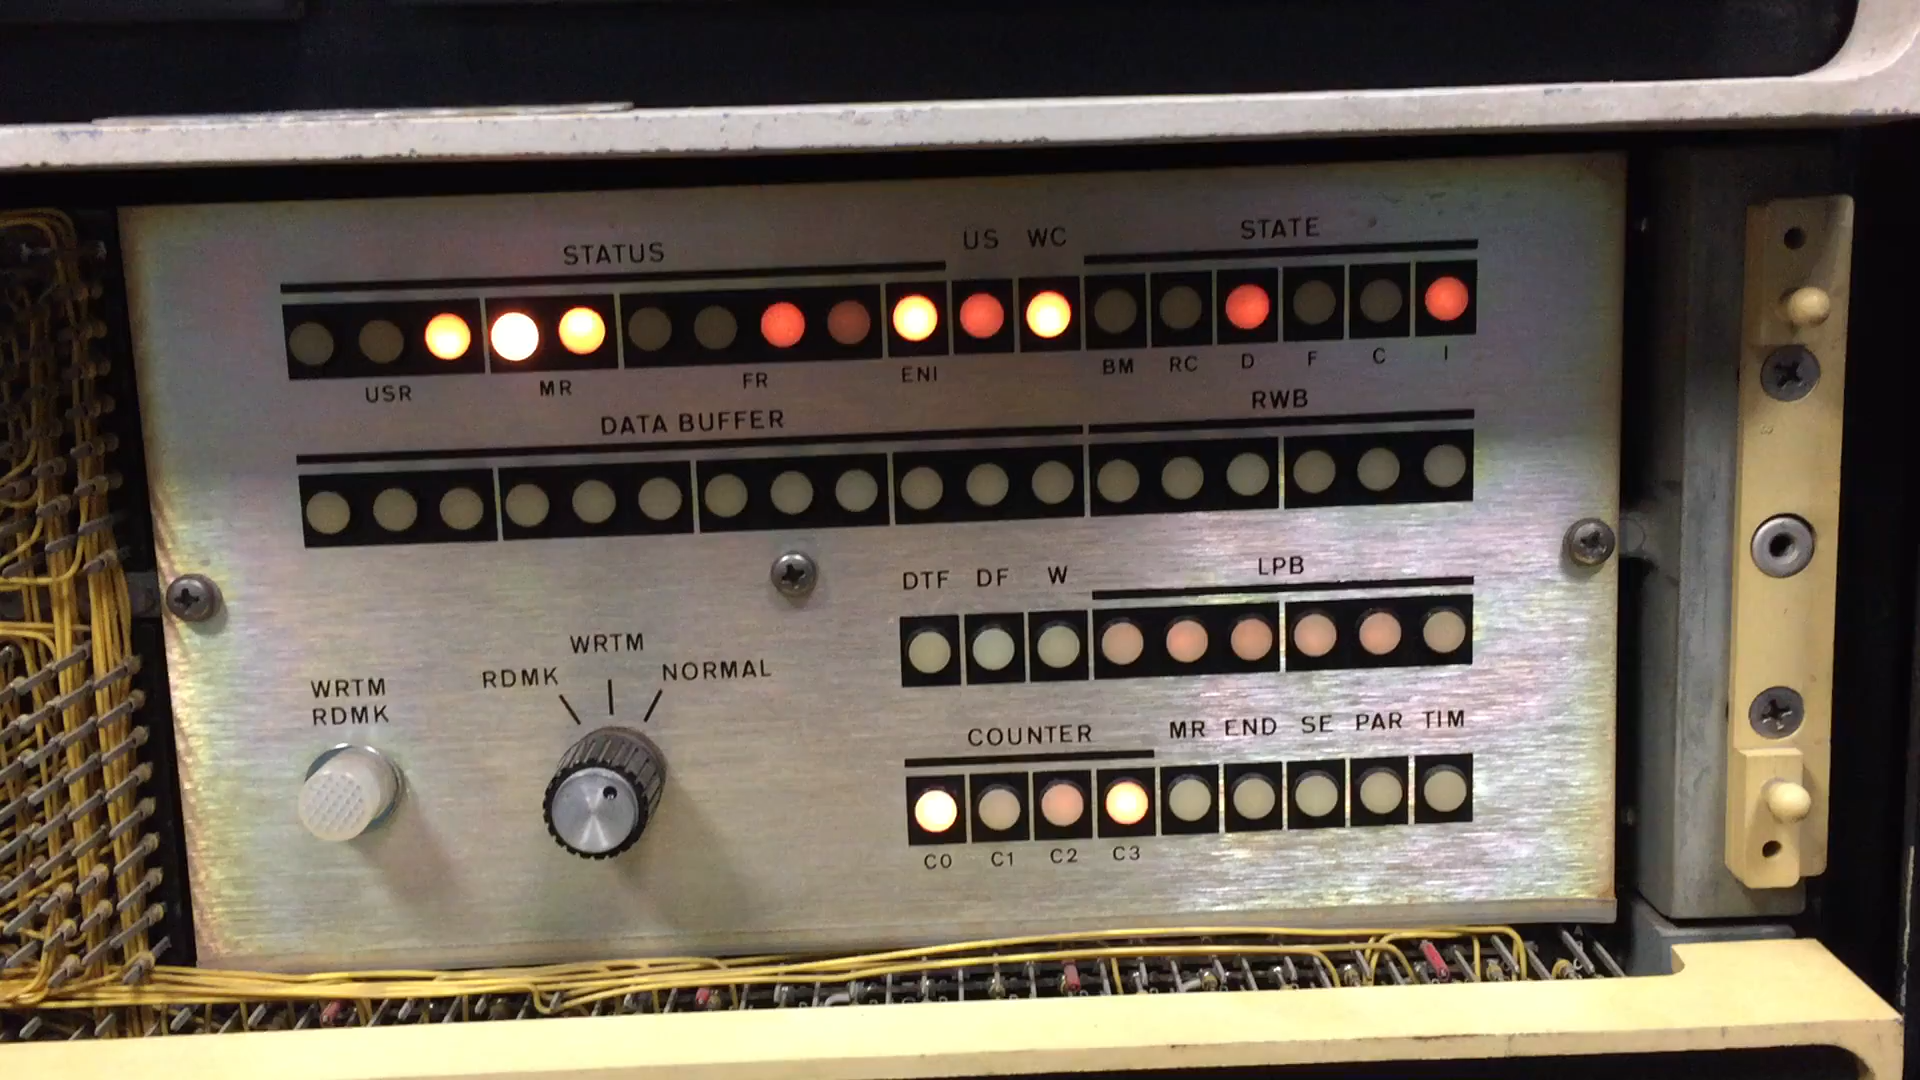 STATUS US WC STATE
USR MR FR ENI BM RC D F C I
DATA BUFFER RWB
DTF DF W LPB
WRTM
RDMK WRTM NORMAL
WRTM
RDMK
COUNTER MR END SE PAR TIM
C0 C1 C2 C3